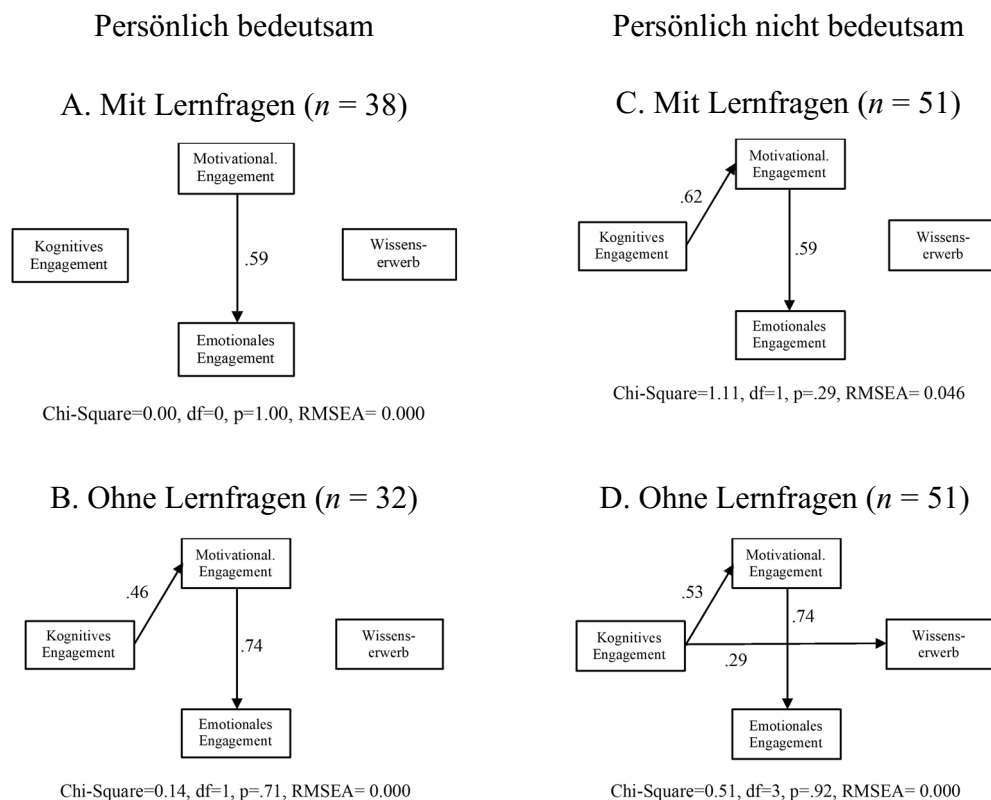 Persönlich bedeutsam
Persönlich nicht bedeutsam
A. Mit Lernfragen (n = 38)
Motivational.
Engagement
Kognitives
Engagement
.59
Wissens-
erwerb
Emotionales
Engagement
Chi-Square=0.00, df=0, p=1.00, RMSEA= 0.000
C. Mit Lernfragen (n = 51)
Motivational.
Engagement
.62
Kognitives
Engagement
.59
Wissens-
erwerb
Emotionales
Engagement
Chi-Square=1.11, df=1, p=.29, RMSEA= 0.046
B. Ohne Lernfragen (n = 32)
Motivational.
Engagement
.46
Kognitives
Engagement
.74
Wissens-
erwerb
Emotionales
Engagement
Chi-Square=0.14, df=1, p=.71, RMSEA= 0.000
D. Ohne Lernfragen (n = 51)
Motivational.
Engagement
.53
.74
Kognitives
Engagement
.29
Wissens-
erwerb
Emotionales
Engagement
Chi-Square=0.51, df=3, p=.92, RMSEA= 0.000